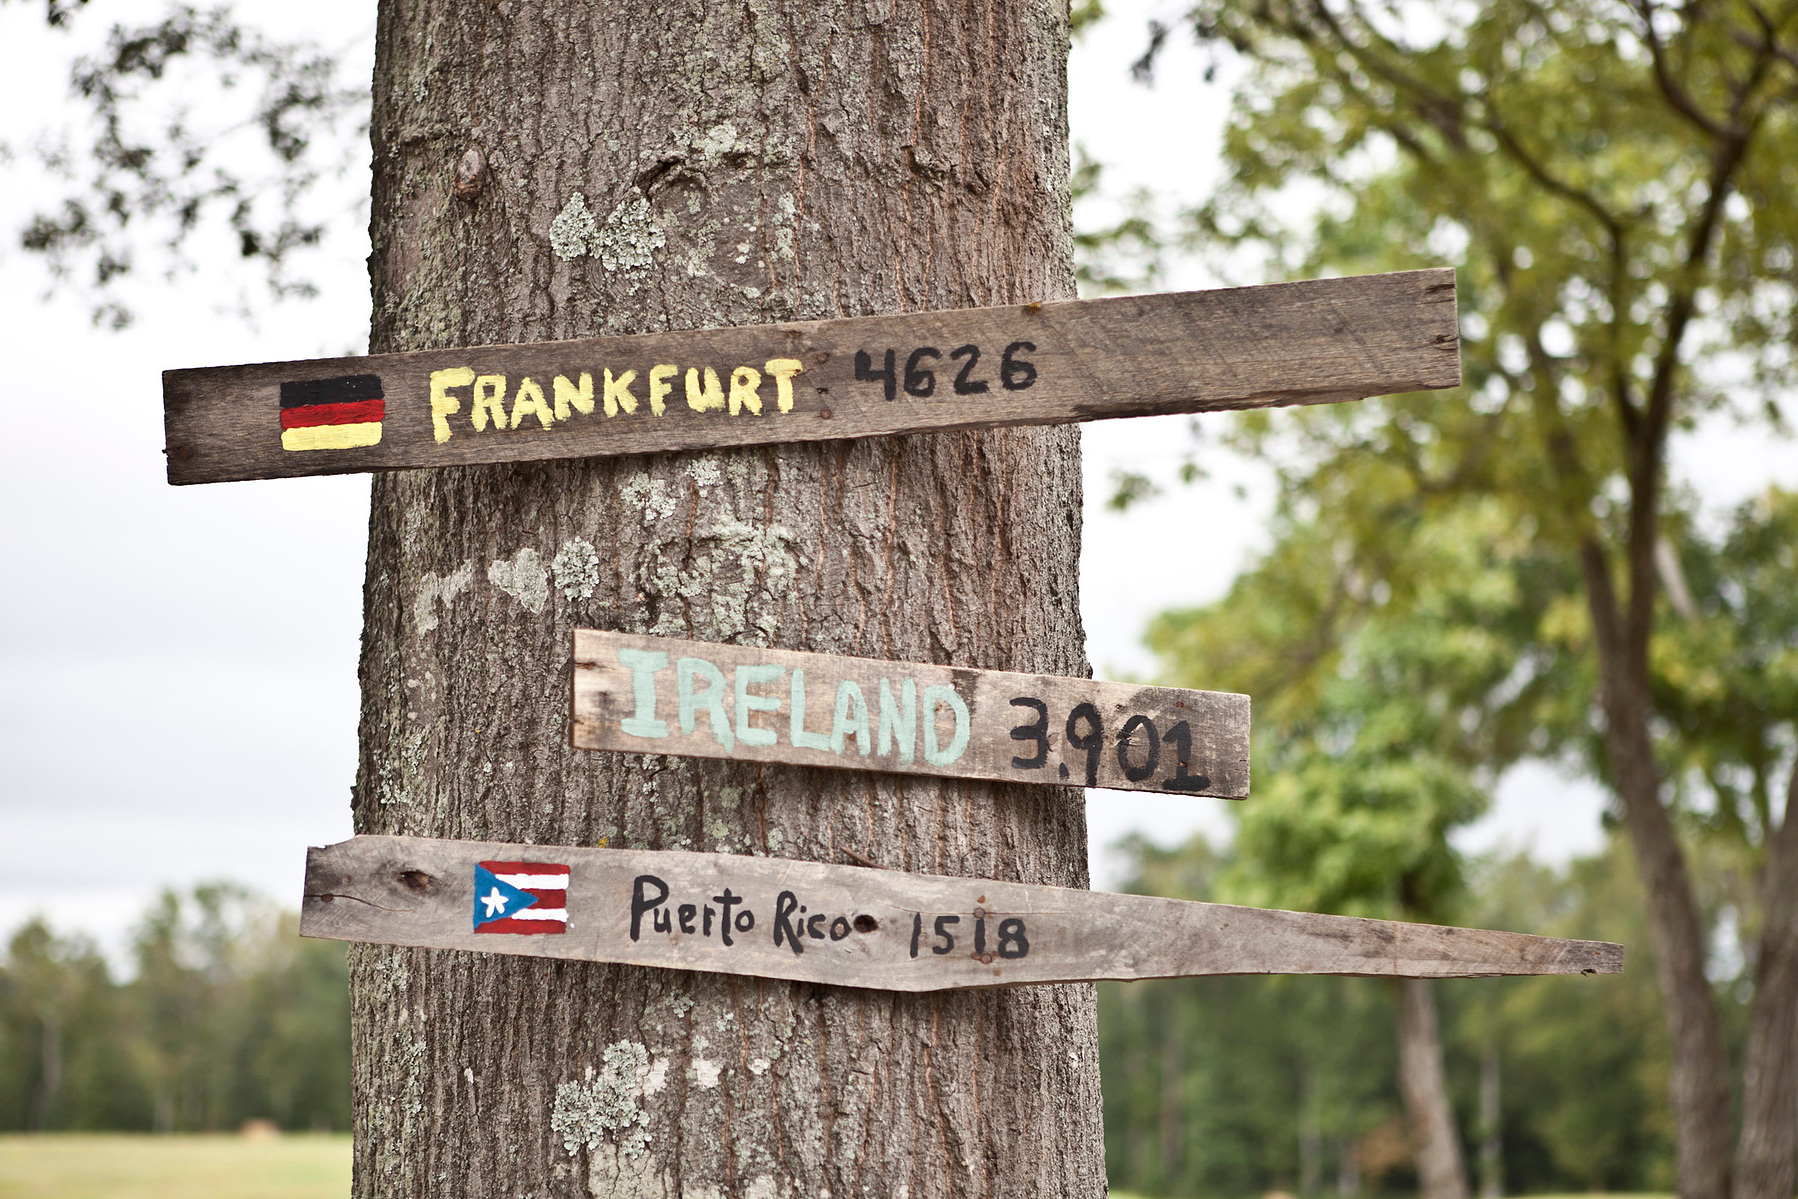 FRANKFURT 4626
IRELAND 3.901
Puerto Rico 1518